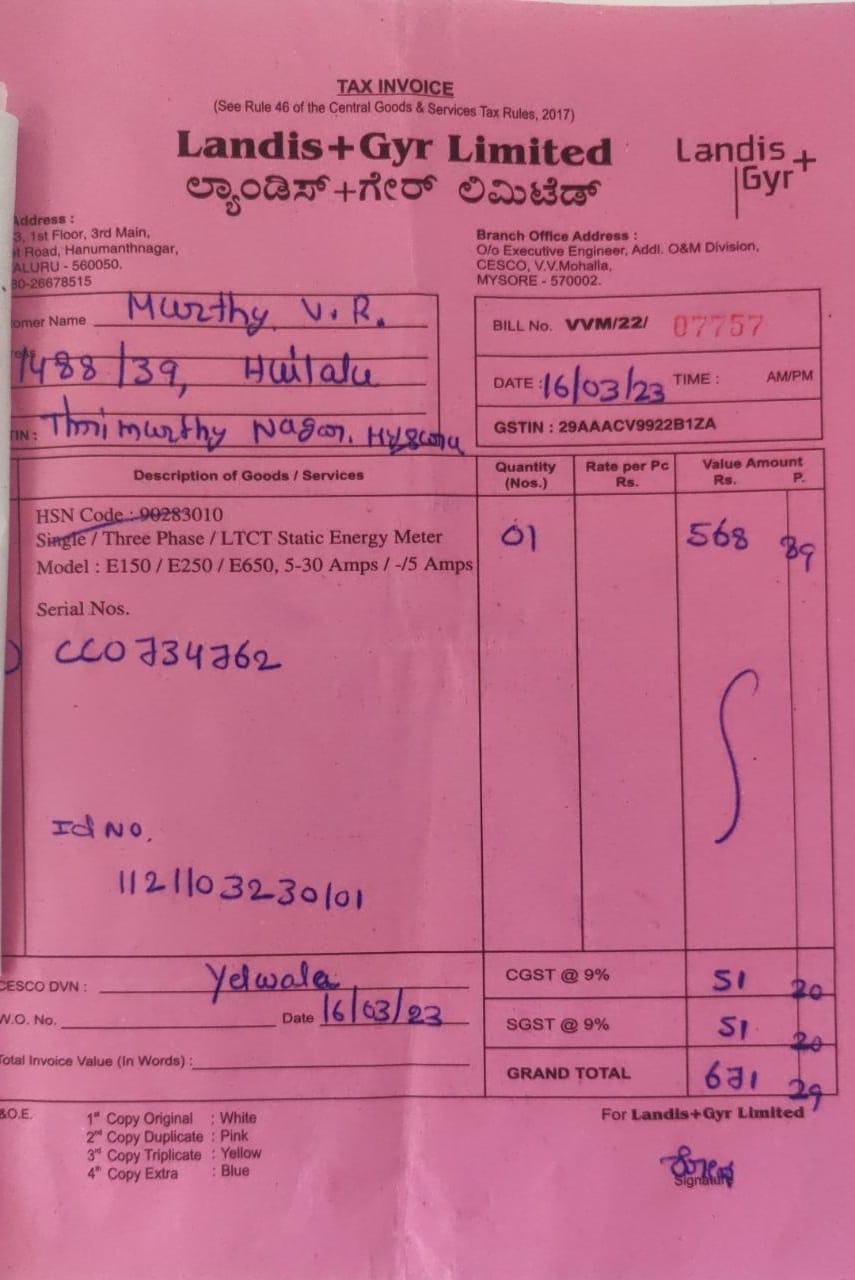 TAX INVOICE
(See Rule 46 of the Central Goods & Services Tax Rules, 2017)
Landis+Gyr Limited
ಲ್ಯಾಂಡಿಸ್+ಗೇರ್ ಲಿಮಿಟೆಡ್
Landis+
Gyr
Address :
3, 1st Floor, 3rd Main,
t Road, Hanumanthnagar,
ALURU - 560050.
80-26678515
Branch Office Address :
O/o Executive Engineer, Addl. O&M Division,
CESCO, V.V.Mohalla,
MYSORE - 570002.
omer Name Murthy V.R.
1488/39, Huilalu
TIN : Thrimurthy Nagar,
BILL No. VVM/22/ 07757
DATE : 16/03/23 TIME : AM/PM
GSTIN : 29AAACV9922B1ZA
Description of Goods / Services Quantity (Nos.) Rate per Pc Rs. Value Amount Rs. P.
HSN Code : 90283010
Single / Three Phase / LTCT Static Energy Meter 01 568 89
Model : E150 / E250 / E650, 5-30 Amps / -/5 Amps
Serial Nos.
CC0734762
Id No.
1121103230101
CESCO DVN : Yelwala
W.O. No. Date 16/03/23
Total Invoice Value (In Words) :
CGST @ 9% 51 20
SGST @ 9% 51 20
GRAND TOTAL 671 29
&O.E.
1st Copy Original : White
2nd Copy Duplicate : Pink
3rd Copy Triplicate : Yellow
4th Copy Extra : Blue
For Landis+Gyr Limited
Signature